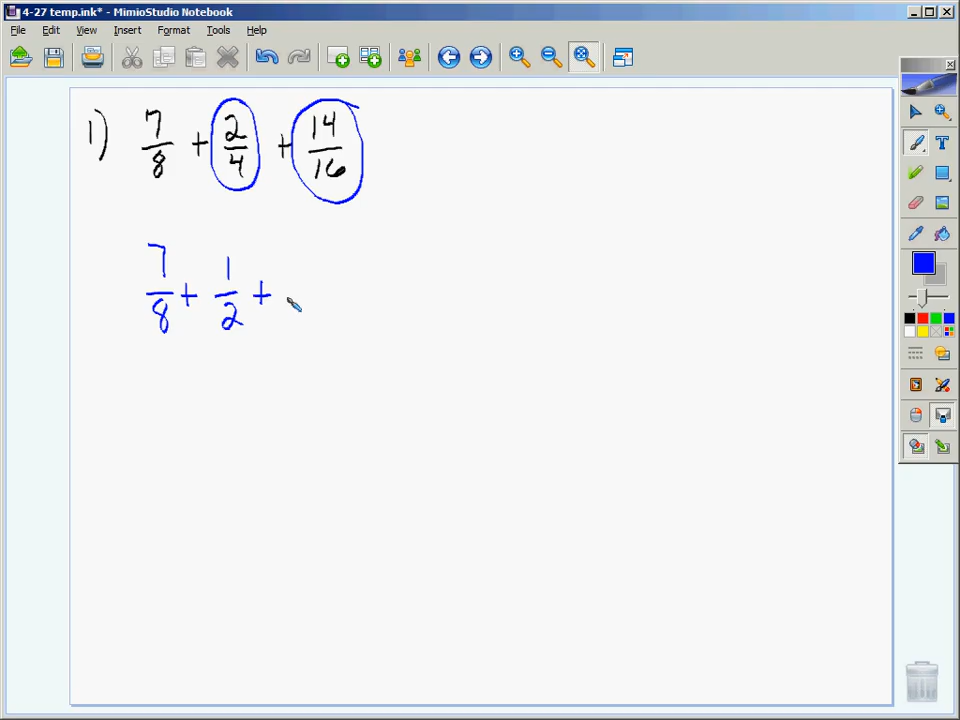 4-27 temp.ink* - MimioStudio Notebook
File Edit View Insert Format Tools Help
1) 7/8 + 2/4 + 14/16
7/8 + 1/2 +
T